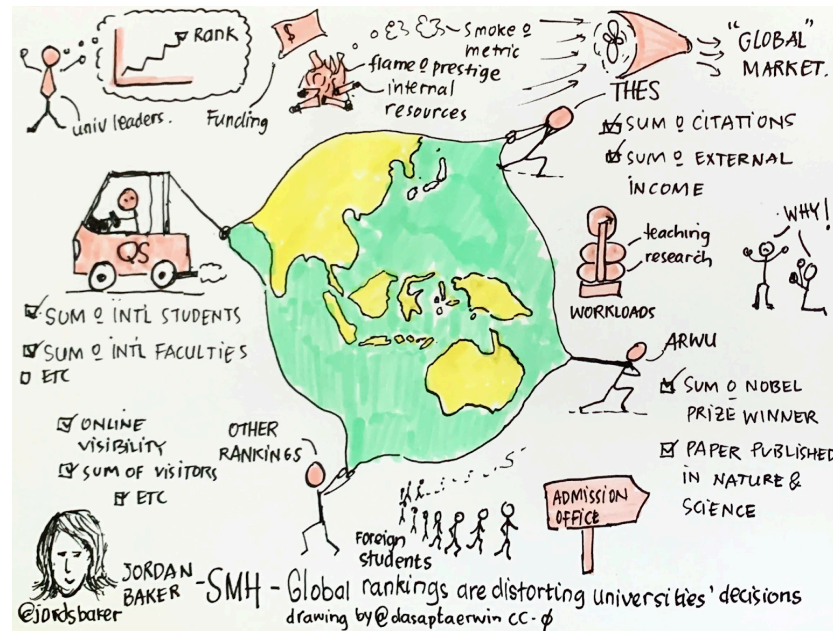 RANK
univ leaders.
Funding
$
smoke o metric
flame o prestige
internal
resources
"GLOBAL"
MARKET.
THES
SUM o CITATIONS
SUM o EXTERNAL
INCOME
QS
SUM o INTL STUDENTS
SUM o INTL FACULTIES
ETC
teaching
research
WORKLOADS
WHY!
ARWU
SUM o NOBEL
PRIZE WINNER
PAPER PUBLISHED
IN NATURE &
SCIENCE
ONLINE
VISIBILITY
SUM OF VISITORS
ETC
OTHER
RANKINGS
Foreign
students
ADMISSION
OFFICE
@jordsbaker
JORDAN
BAKER
-SMH - Global rankings are distorting universities' decisions
drawing by @dasaptaerwin CC-Ø